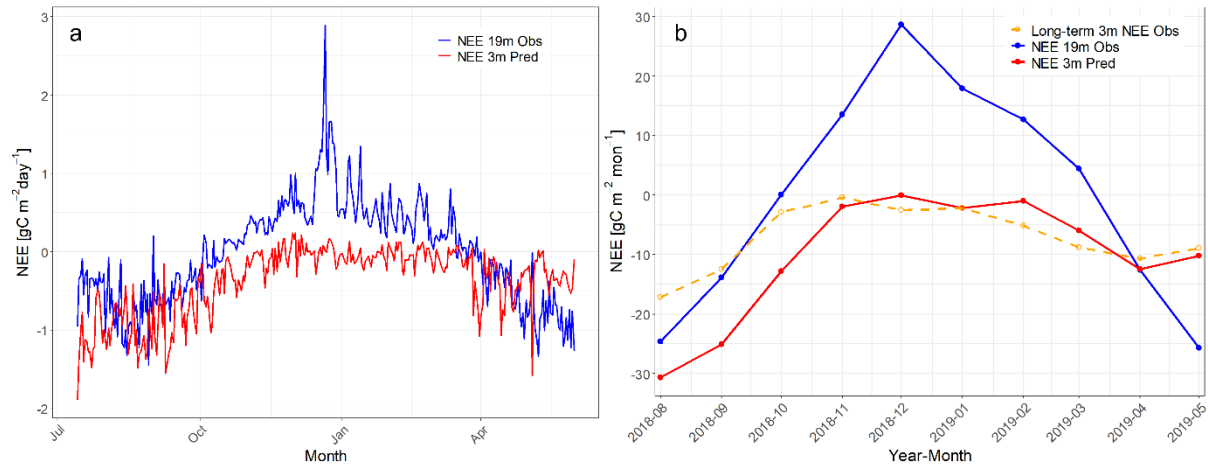 a
NEE 19m Obs
NEE 3m Pred
3
2
1
0
-1
-2
NEE [gC m⁻²day⁻¹]
Jul
Oct
Jan
Apr
Month
b
Long-term 3m NEE Obs
NEE 19m Obs
NEE 3m Pred
30
20
10
0
-10
-20
-30
NEE [gC m⁻² mon⁻¹]
2018-08
2018-09
2018-10
2018-11
2018-12
2019-01
2019-02
2019-03
2019-04
2019-05
Year-Month